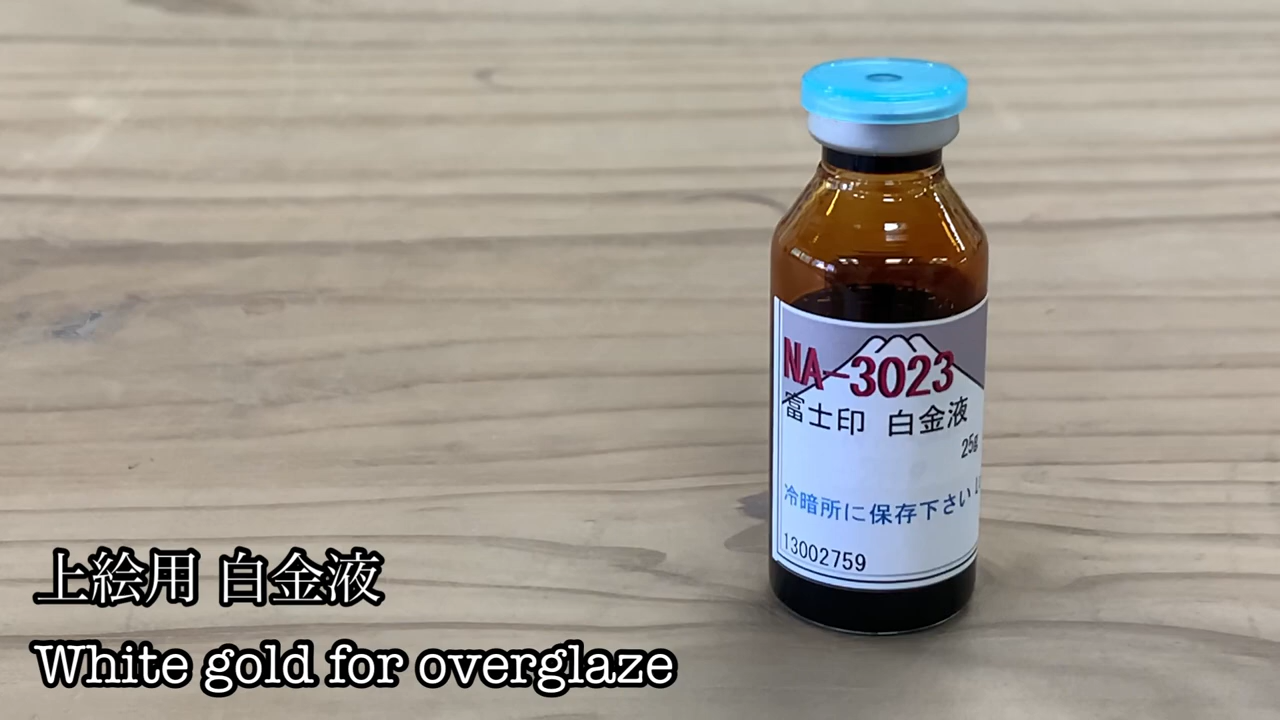 NA-3023
富士印 白金液
25g
冷暗所に保存下さい
13002759
上絵用 白金液
White gold for overglaze